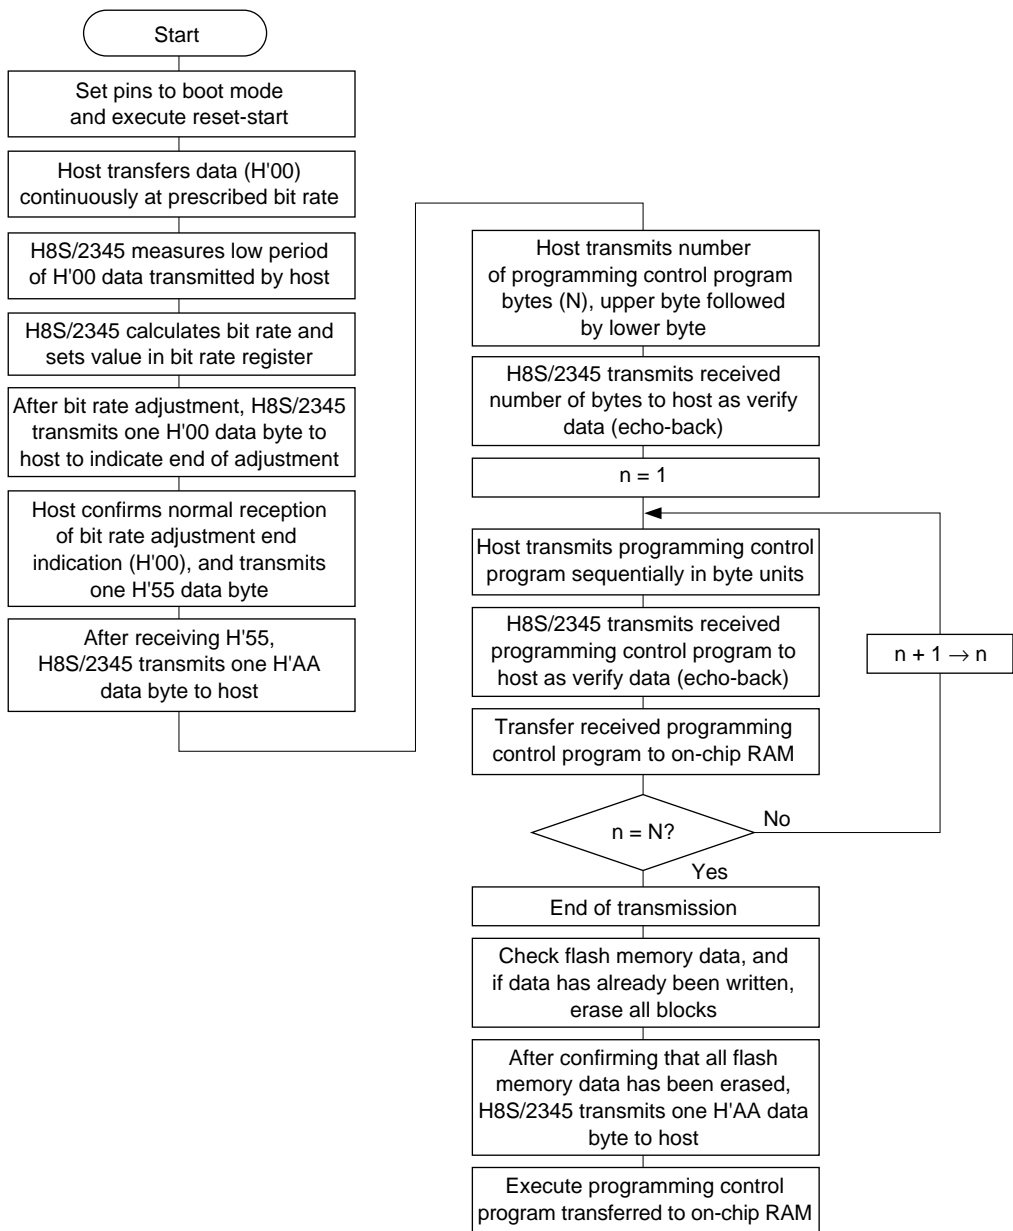 Start
Set pins to boot mode
and execute reset-start
Host transfers data (H'00)
continuously at prescribed bit rate
H8S/2345 measures low period
of H'00 data transmitted by host
H8S/2345 calculates bit rate and
sets value in bit rate register
After bit rate adjustment, H8S/2345
transmits one H'00 data byte to
host to indicate end of adjustment
Host confirms normal reception
of bit rate adjustment end
indication (H'00), and transmits
one H'55 data byte
After receiving H'55,
H8S/2345 transmits one H'AA
data byte to host
Host transmits number
of programming control program
bytes (N), upper byte followed
by lower byte
H8S/2345 transmits received
number of bytes to host as verify
data (echo-back)
n = 1
Host transmits programming control
program sequentially in byte units
H8S/2345 transmits received
programming control program to
host as verify data (echo-back)
n + 1 → n
Transfer received programming
control program to on-chip RAM
n = N?
No
Yes
End of transmission
Check flash memory data, and
if data has already been written,
erase all blocks
After confirming that all flash
memory data has been erased,
H8S/2345 transmits one H'AA data
byte to host
Execute programming control
program transferred to on-chip RAM